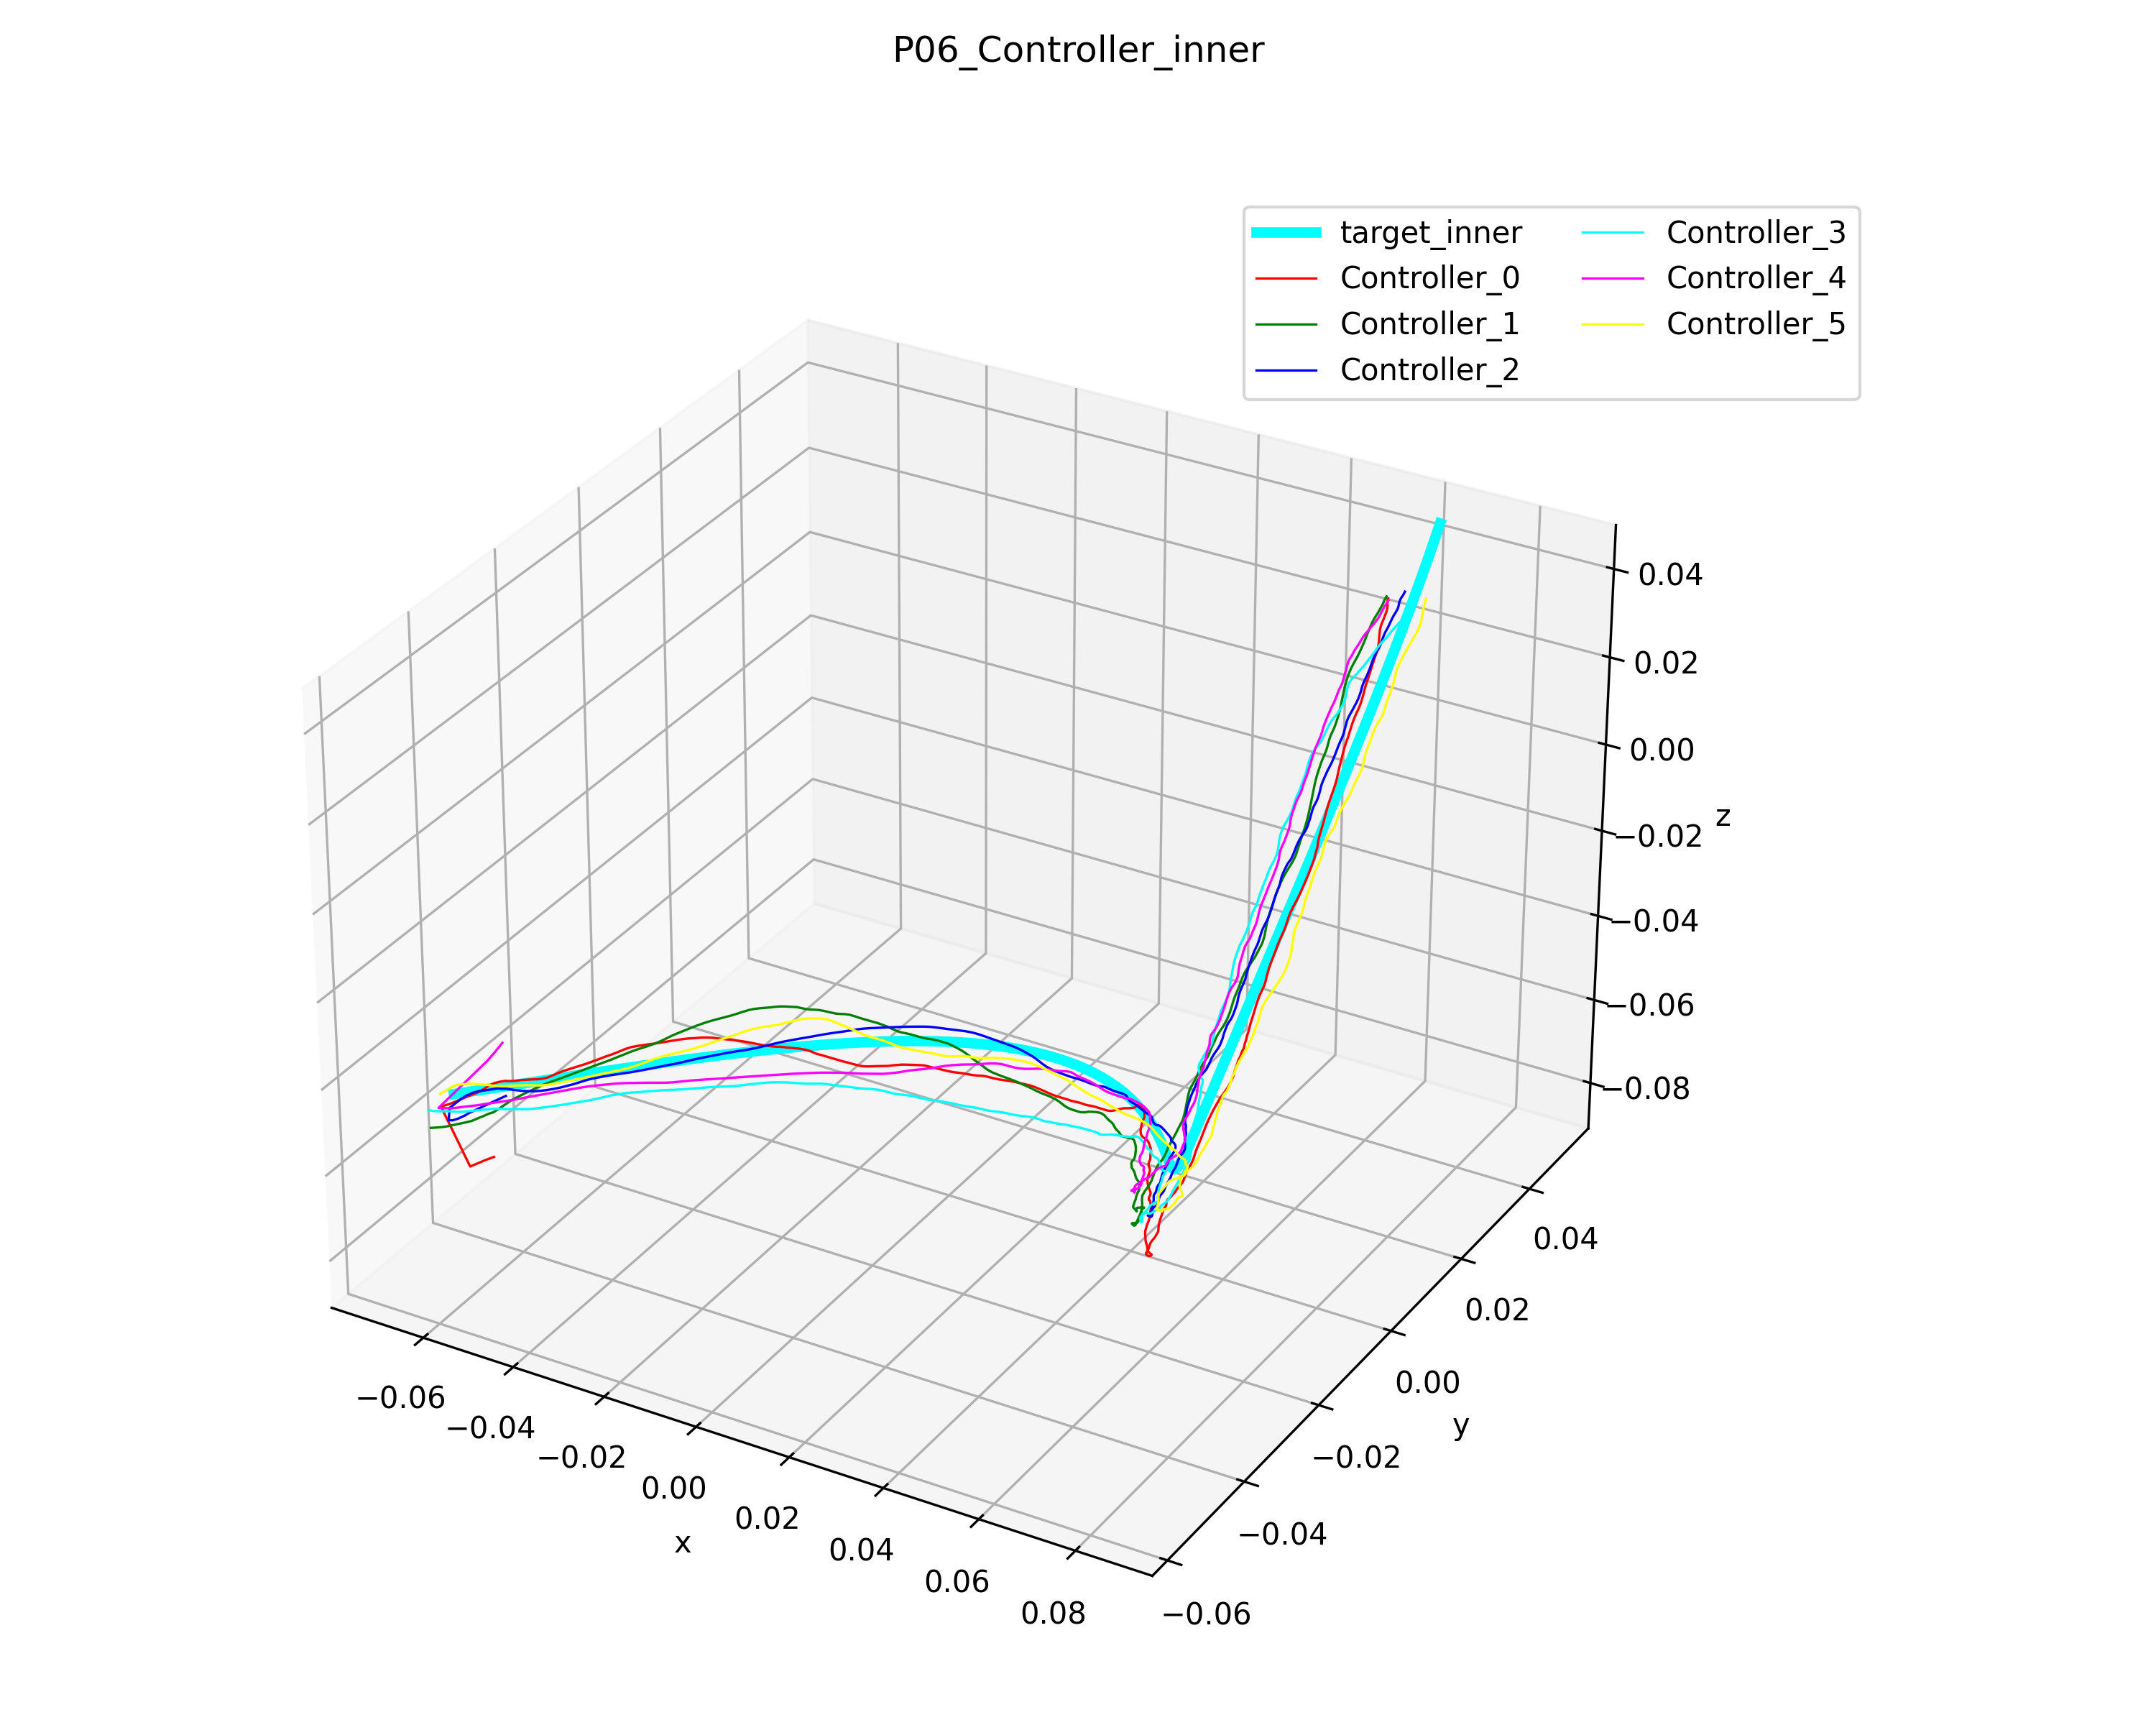 P06_Controller_inner
target_inner
Controller_0
Controller_1
Controller_2
Controller_3
Controller_4
Controller_5
0.04
0.02
0.00
z
−0.02
−0.04
−0.06
−0.08
0.04
0.02
0.00
y
−0.02
−0.04
−0.06
−0.06
−0.04
−0.02
0.00
x
0.02
0.04
0.06
0.08